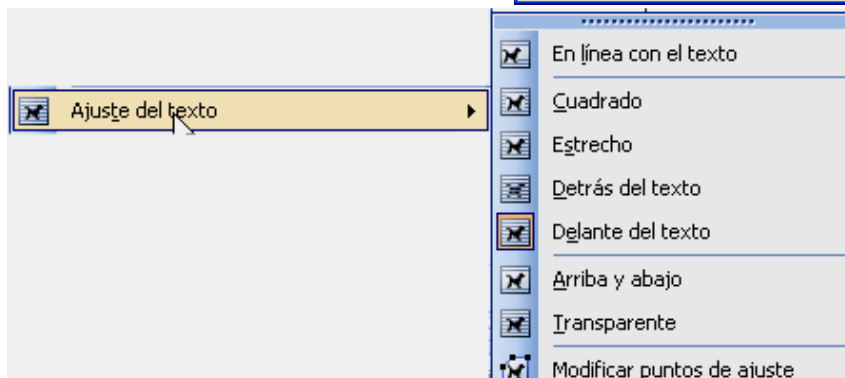 Ajuste del texto
En línea con el texto
Cuadrado
Estrecho
Detrás del texto
Delante del texto
Arriba y abajo
Transparente
Modificar puntos de ajuste